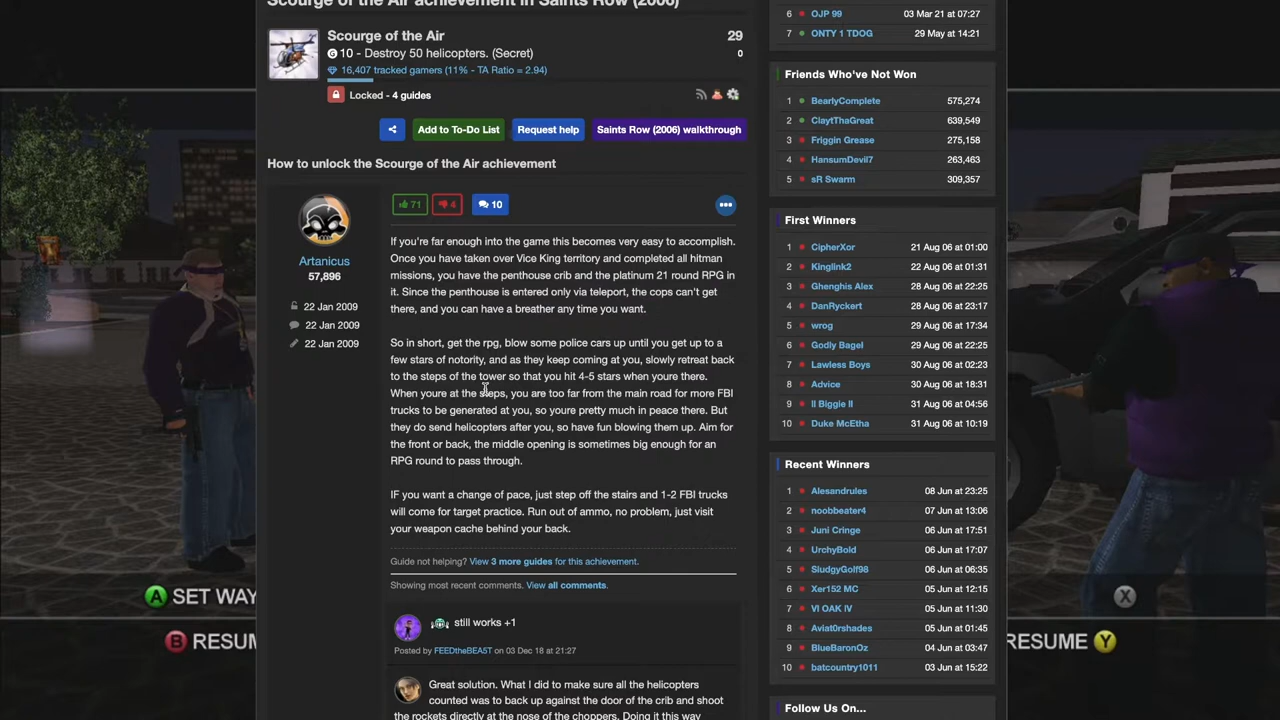 Scourge of the Air achievement in Saints Row (2006)
Scourge of the Air
29
G 10 - Destroy 50 helicopters. (Secret)
0
16,407 tracked gamers (11% - TA Ratio = 2.94)
Locked - 4 guides
Add to To-Do List
Request help
Saints Row (2006) walkthrough
How to unlock the Scourge of the Air achievement
71
4
10
Artanicus
57,896
22 Jan 2009
22 Jan 2009
22 Jan 2009
If you're far enough into the game this becomes very easy to accomplish.
Once you have taken over Vice King territory and completed all hitman
missions, you have the penthouse crib and the platinum 21 round RPG in
it. Since the penthouse is entered only via teleport, the cops can't get
there, and you can have a breather any time you want.
So in short, get the rpg, blow some police cars up until you get up to a
few stars of notority, and as they keep coming at you, slowly retreat back
to the steps of the tower so that you hit 4-5 stars when youre there.
When youre at the steps, you are too far from the main road for more FBI
trucks to be generated at you, so youre pretty much in peace there. But
they do send helicopters after you, so have fun blowing them up. Aim for
the front or back, the middle opening is sometimes big enough for an
RPG round to pass through.
IF you want a change of pace, just step off the stairs and 1-2 FBI trucks
will come for target practice. Run out of ammo, no problem, just visit
your weapon cache behind your back.
Guide not helping? View 3 more guides for this achievement.
Showing most recent comments. View all comments.
still works +1
Posted by FEEDtheBEA5T on 03 Dec 18 at 21:27
Great solution. What I did to make sure all the helicopters
counted was to back up against the door of the crib and shoot
the rockets directly at the nose of the choppers. Doing it this way
6 OJP 99 03 Mar 21 at 07:27
7 ONTY 1 TDOG 29 May at 14:21
Friends Who've Not Won
1 BearlyComplete 575,274
2 ClaytThaGreat 639,549
3 Friggin Grease 275,158
4 HansumDevil7 263,463
5 sR Swarm 309,357
First Winners
1 CipherXor 21 Aug 06 at 01:00
2 Kinglink2 22 Aug 06 at 01:31
3 Ghenghis Alex 28 Aug 06 at 22:25
4 DanRyckert 28 Aug 06 at 23:17
5 wrog 29 Aug 06 at 17:34
6 Godly Bagel 29 Aug 06 at 22:25
7 Lawless Boys 30 Aug 06 at 02:23
8 Advice 30 Aug 06 at 18:31
9 II Biggie II 31 Aug 06 at 04:56
10 Duke McEtha 31 Aug 06 at 10:19
Recent Winners
1 Alesandrules 08 Jun at 23:25
2 noobbeater4 07 Jun at 13:06
3 Juni Cringe 06 Jun at 17:51
4 UrchyBold 06 Jun at 17:07
5 SludgyGolf98 06 Jun at 06:35
6 Xer152 MC 05 Jun at 12:15
7 VI OAK IV 05 Jun at 11:30
8 Aviat0rshades 05 Jun at 01:45
9 BlueBaronOz 04 Jun at 03:47
10 batcountry1011 03 Jun at 15:22
Follow Us On...
A SET WAY
B RESUM
X
RESUME Y